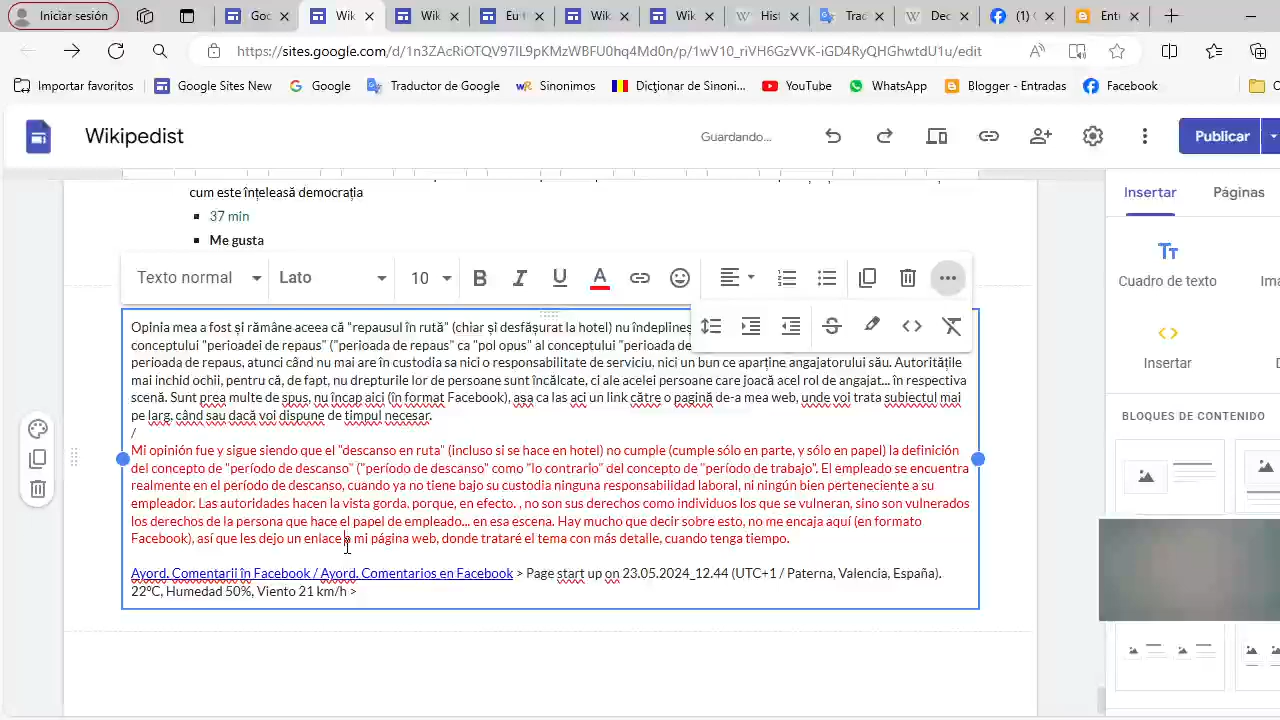 Iniciar sesión
Goc
Wik
Wik
Eu f
Wik
Wik
Hist
Trac
Dec
(1) (
Entr
https://sites.google.com/d/1n3ZAcRiOTQV97IL9pKMzWBFU0hq4Md0n/p/1wV10_riVH6GzVVK-iGD4RyQHGhwtdU1u/edit
Importar favoritos
Google Sites New
Google
Traductor de Google
Sinonimos
Dicţionar de Sinoni...
YouTube
WhatsApp
Blogger - Entradas
Facebook
Wikipedist
Guardando...
Publicar
cum este înțeleasă democrația
37 min
Me gusta
Insertar
Páginas
Texto normal
Lato
10
Cuadro de texto
Insertar
BLOQUES DE CONTENIDO
Opinia mea a fost și rămâne aceea că "repausul în rută" (chiar și desfășurat la hotel) nu îndeplineș
conceptului "perioadei de repaus" ("perioada de repaus" ca "pol opus" al conceptului "perioada de
perioada de repaus, atunci când nu mai are în custodia sa nici o responsabilitate de serviciu, nici un bun ce aparține angajatorului său. Autoritățile
mai inchid ochii, pentru că, de fapt, nu drepturile lor de persoane sunt încălcate, ci ale acelei persoane care joacă acel rol de angajat... în respectiva
scenă. Sunt prea multe de spus, nu încap aici (în format Facebook), așa ca las aci un link către o pagină de-a mea web, unde voi trata subiectul mai
pe larg, când sau dacă voi dispune de timpul necesar.
/
Mi opinión fue y sigue siendo que el "descanso en ruta" (incluso si se hace en hotel) no cumple (cumple sólo en parte, y sólo en papel) la definición
del concepto de "período de descanso" ("período de descanso" como "lo contrario" del concepto de "período de trabajo". El empleado se encuentra
realmente en el período de descanso, cuando ya no tiene bajo su custodia ninguna responsabilidad laboral, ni ningún bien perteneciente a su
empleador. Las autoridades hacen la vista gorda, porque, en efecto. , no son sus derechos como individuos los que se vulneran, sino son vulnerados
los derechos de la persona que hace el papel de empleado... en esa escena. Hay mucho que decir sobre esto, no me encaja aquí (en formato
Facebook), así que les dejo un enlace a mi página web, donde trataré el tema con más detalle, cuando tenga tiempo.
Ayord. Comentarii în Facebook / Ayord. Comentarios en Facebook > Page start up on 23.05.2024_12.44 (UTC+1 / Paterna, Valencia, España).
22ºC, Humedad 50%, Viento 21 km/h >